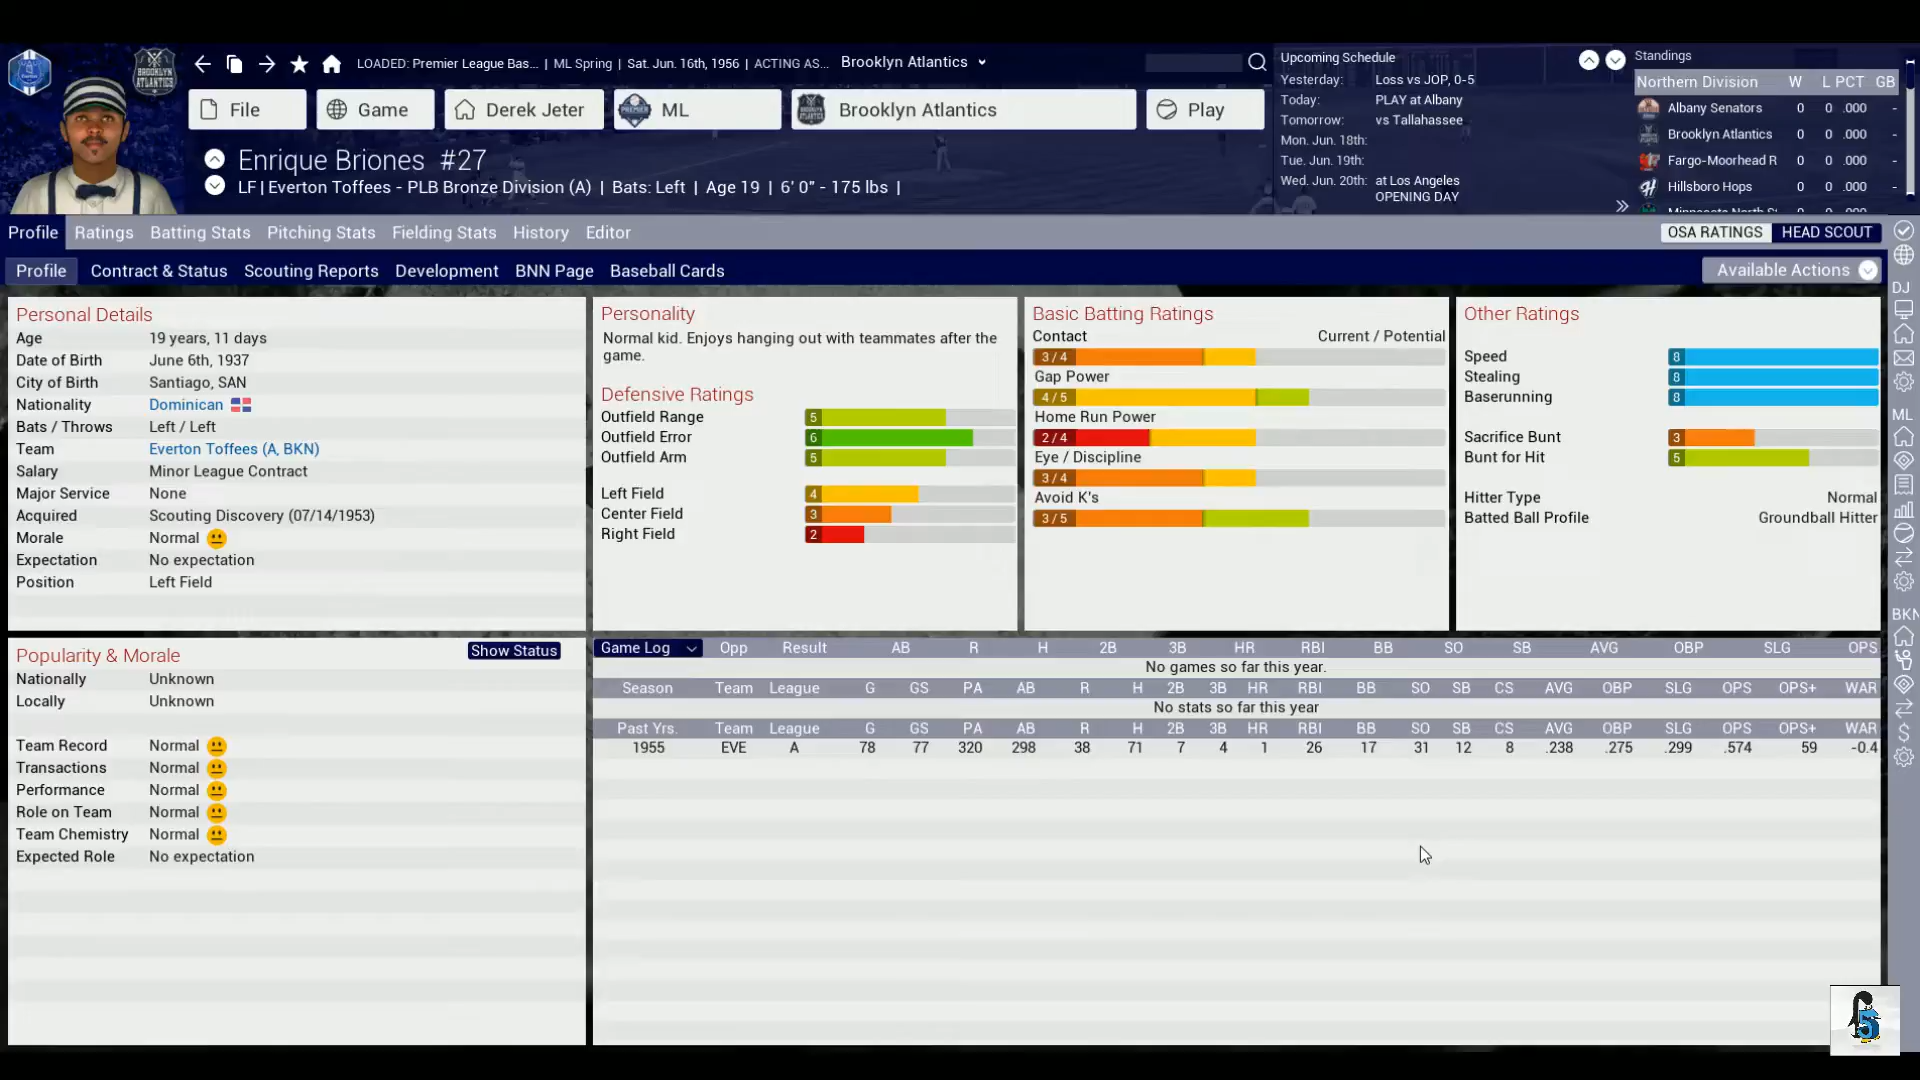 LOADED: Premier League Bas... | ML Spring | Sat. Jun. 16th, 1956 | ACTING AS... Brooklyn Atlantics
File Game Derek Jeter ML Brooklyn Atlantics Play
Enrique Briones #27
LF | Everton Toffees - PLB Bronze Division (A) | Bats: Left | Age 19 | 6' 0" - 175 lbs |
Upcoming Schedule
Yesterday: Loss vs JOP, 0-5
Today: PLAY at Albany
Tomorrow: vs Tallahassee
Mon. Jun. 18th:
Tue. Jun. 19th:
Wed. Jun. 20th: at Los Angeles
OPENING DAY
Standings
Northern Division W L PCT GB
Albany Senators 0 0 .000 -
Brooklyn Atlantics 0 0 .000 -
Fargo-Moorhead R 0 0 .000 -
Hillsboro Hops 0 0 .000 -
Profile Ratings Batting Stats Pitching Stats Fielding Stats History Editor
OSA RATINGS HEAD SCOUT
Profile Contract & Status Scouting Reports Development BNN Page Baseball Cards
Available Actions
Personal Details
Age 19 years, 11 days
Date of Birth June 6th, 1937
City of Birth Santiago, SAN
Nationality Dominican
Bats / Throws Left / Left
Team Everton Toffees (A, BKN)
Salary Minor League Contract
Major Service None
Acquired Scouting Discovery (07/14/1953)
Morale Normal
Expectation No expectation
Position Left Field
Personality
Normal kid. Enjoys hanging out with teammates after the
game.
Defensive Ratings
Outfield Range 5
Outfield Error 6
Outfield Arm 5
Left Field 4
Center Field 3
Right Field 2
Basic Batting Ratings
Contact Current / Potential
3 / 4
Gap Power
4 / 5
Home Run Power
2 / 4
Eye / Discipline
3 / 4
Avoid K's
3 / 5
Other Ratings
Speed 8
Stealing 8
Baserunning 8
Sacrifice Bunt 3
Bunt for Hit 5
Hitter Type Normal
Batted Ball Profile Groundball Hitter
Popularity & Morale Show Status
Nationally Unknown
Locally Unknown
Team Record Normal
Transactions Normal
Performance Normal
Role on Team Normal
Team Chemistry Normal
Expected Role No expectation
Game Log Opp Result AB R H 2B 3B HR RBI BB SO SB AVG OBP SLG OPS
No games so far this year.
Season Team League G GS PA AB R H 2B 3B HR RBI BB SO SB CS AVG OBP SLG OPS OPS+ WAR
No stats so far this year
Past Yrs. Team League G GS PA AB R H 2B 3B HR RBI BB SO SB CS AVG OBP SLG OPS OPS+ WAR
1955 EVE A 78 77 320 298 38 71 7 4 1 26 17 31 12 8 .238 .275 .299 .574 59 -0.4
DJ
ML
BKN